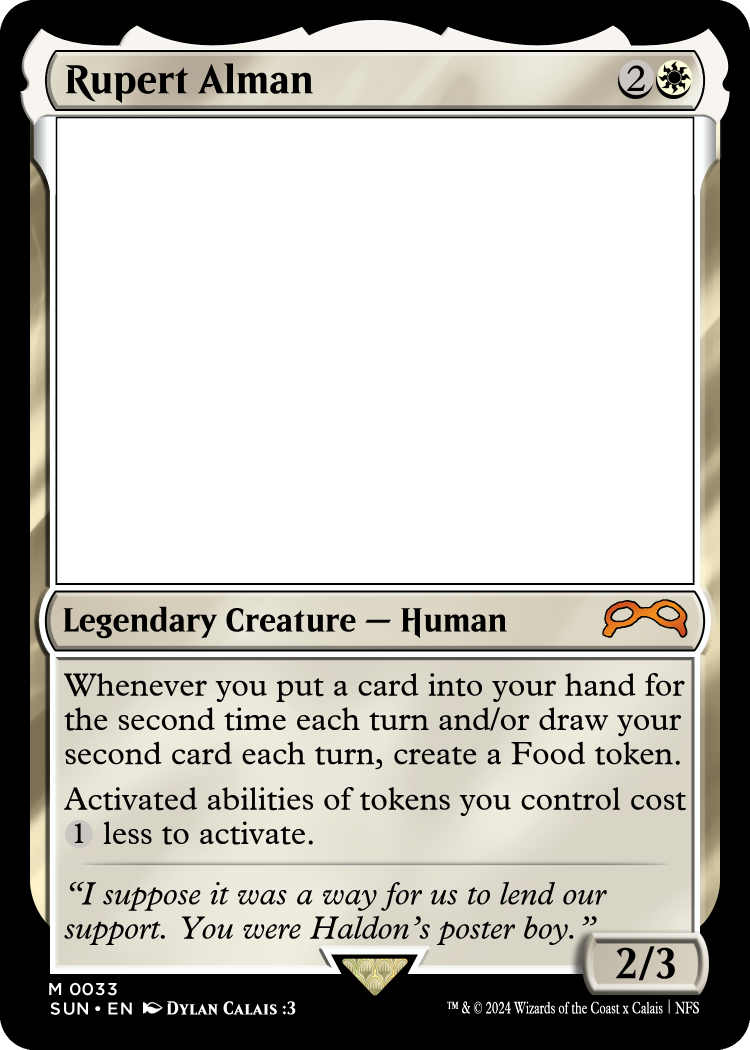 Rupert Alman 2
Legendary Creature — Human
Whenever you put a card into your hand for
the second time each turn and/or draw your
second card each turn, create a Food token.
Activated abilities of tokens you control cost
1 less to activate.
“I suppose it was a way for us to lend our
support. You were Haldon’s poster boy.”
2/3
M 0033
SUN • EN Dylan Calais :3
™ & © 2024 Wizards of the Coast x Calais | NFS